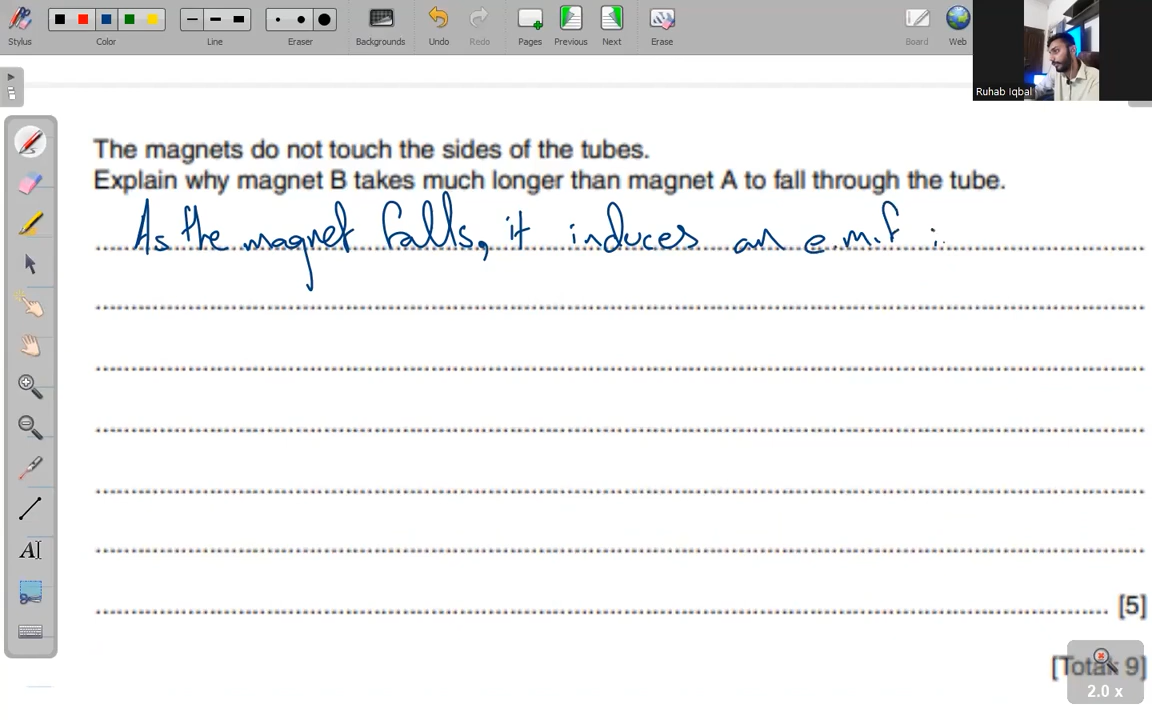 Stylus
Color
Line
Eraser
Backgrounds
Undo
Redo
Pages
Previous
Next
Erase
Board
Web
Ruhab Iqbal
The magnets do not touch the sides of the tubes.
Explain why magnet B takes much longer than magnet A to fall through the tube.
As the magnet falls, it induces an e.m.f
[5]
[Total: 9]
2.0 x